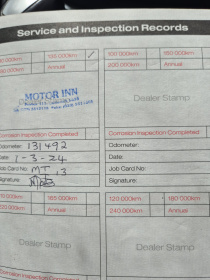 Service and Inspection Records
150 000km
Annual
100 000km 150 000km
200 000km Annual
MOTOR INN
Dealer Stamp
Corrosion Inspection Completed
Odometer: 131492
Date: 1-3-24
Job Card No: MT 13
Signature:
Corrosion Inspection Completed
Odometer:
Date:
Job Card No:
Signature:
165 000km
Annual
120 000km 180 000km
240 000km Annual
Dealer Stamp
Dealer Stamp